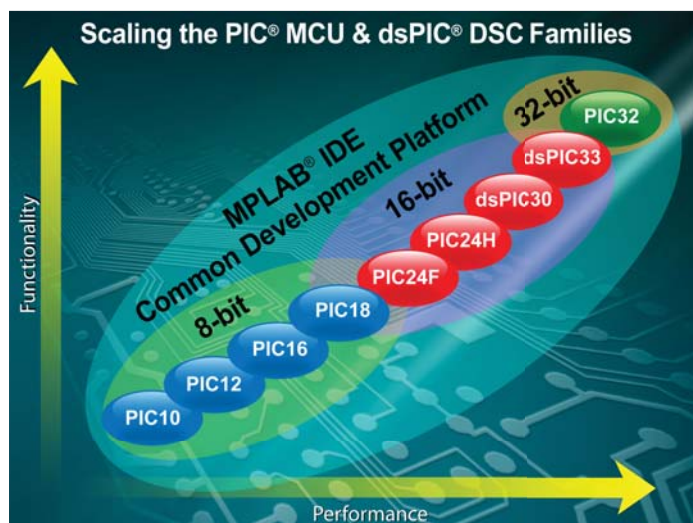 Scaling the PIC® MCU & dsPIC® DSC Families
Functionality
MPLAB® IDE
Common Development Platform
32-bit
PIC32
dsPIC33
16-bit
dsPIC30
PIC24H
PIC24F
8-bit
PIC18
PIC16
PIC12
PIC10
Performance